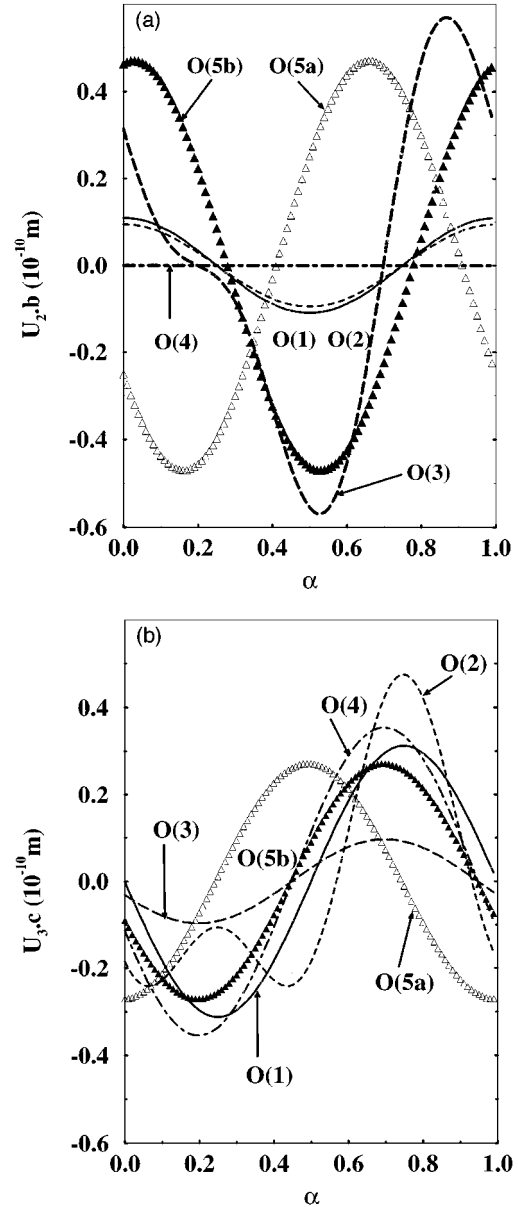 (a)
O(5b) O(5a)
0.4
0.2
0.0
-0.2
-0.4
-0.6
U₂.b (10⁻¹⁰m)
O(4)
O(1) O(2)
O(3)
0.0 0.2 0.4 0.6 0.8 1.0
α
(b)
O(2)
O(4)
O(3)
O(5b)
O(5a)
O(1)
0.4
0.2
0.0
-0.2
-0.4
-0.6
U₃.c (10⁻¹⁰m)
0.0 0.2 0.4 0.6 0.8 1.0
α